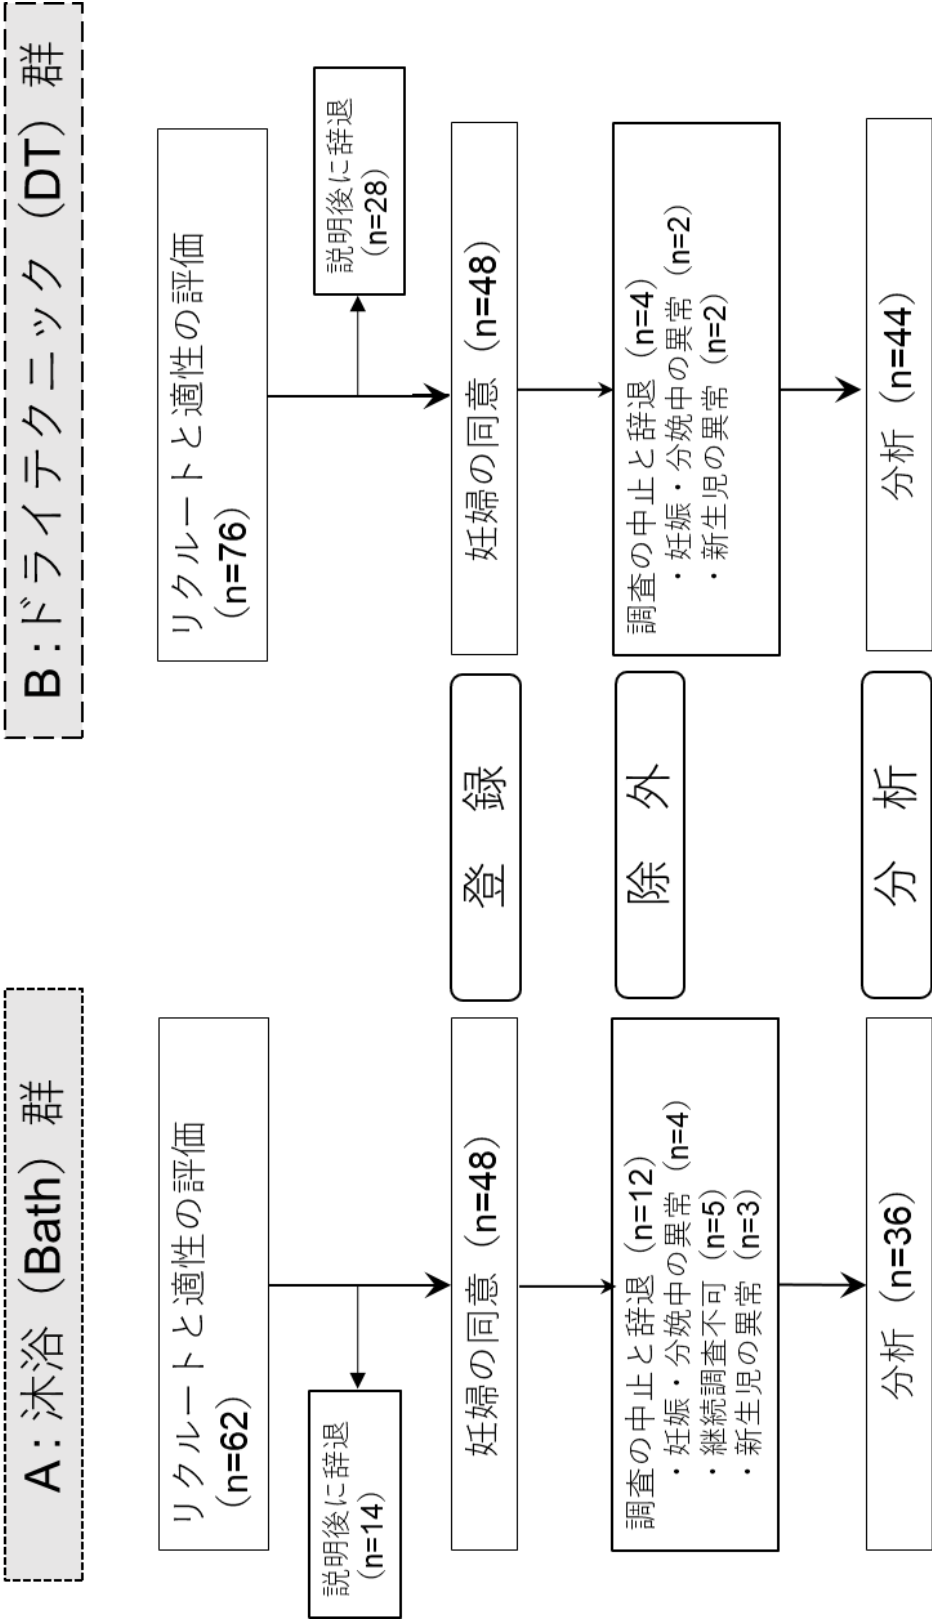 A：沐浴（Bath）群
B：ドライテクニック（DT）群
リクルートと適性の評価
（n=62）
リクルートと適性の評価
（n=76）
説明後に辞退
（n=14）
説明後に辞退
（n=28）
妊婦の同意（n=48）
登　録
妊婦の同意（n=48）
調査の中止と辞退（n=12）
・妊娠・分娩中の異常（n=4）
・継続調査不可（n=5）
・新生児の異常（n=3）
除　外
調査の中止と辞退（n=4）
・妊娠・分娩中の異常（n=2）
・新生児の異常（n=2）
分析（n=36）
分　析
分析（n=44）